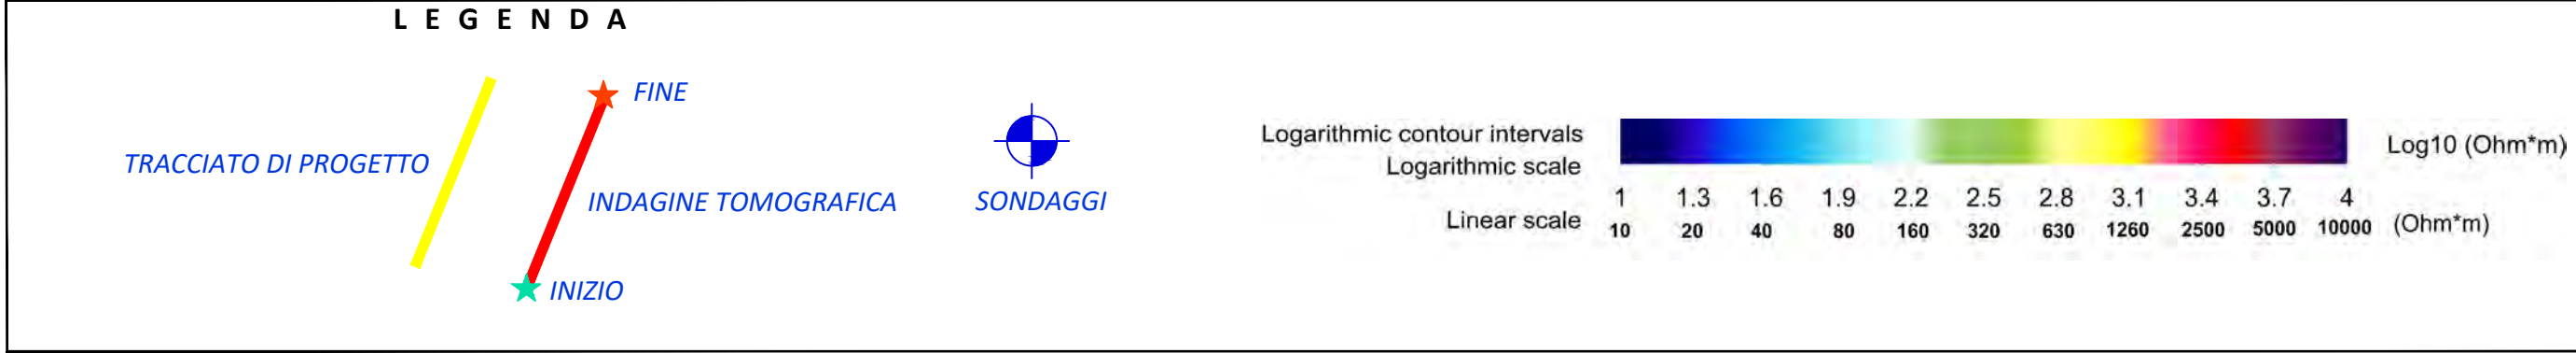 L E G E N D A
FINE
TRACCIATO DI PROGETTO
INDAGINE TOMOGRAFICA
INIZIO
SONDAGGI
Logarithmic contour intervals
Logarithmic scale
Log10 (Ohm*m)
1 1.3 1.6 1.9 2.2 2.5 2.8 3.1 3.4 3.7 4
Linear scale 10 20 40 80 160 320 630 1260 2500 5000 10000 (Ohm*m)